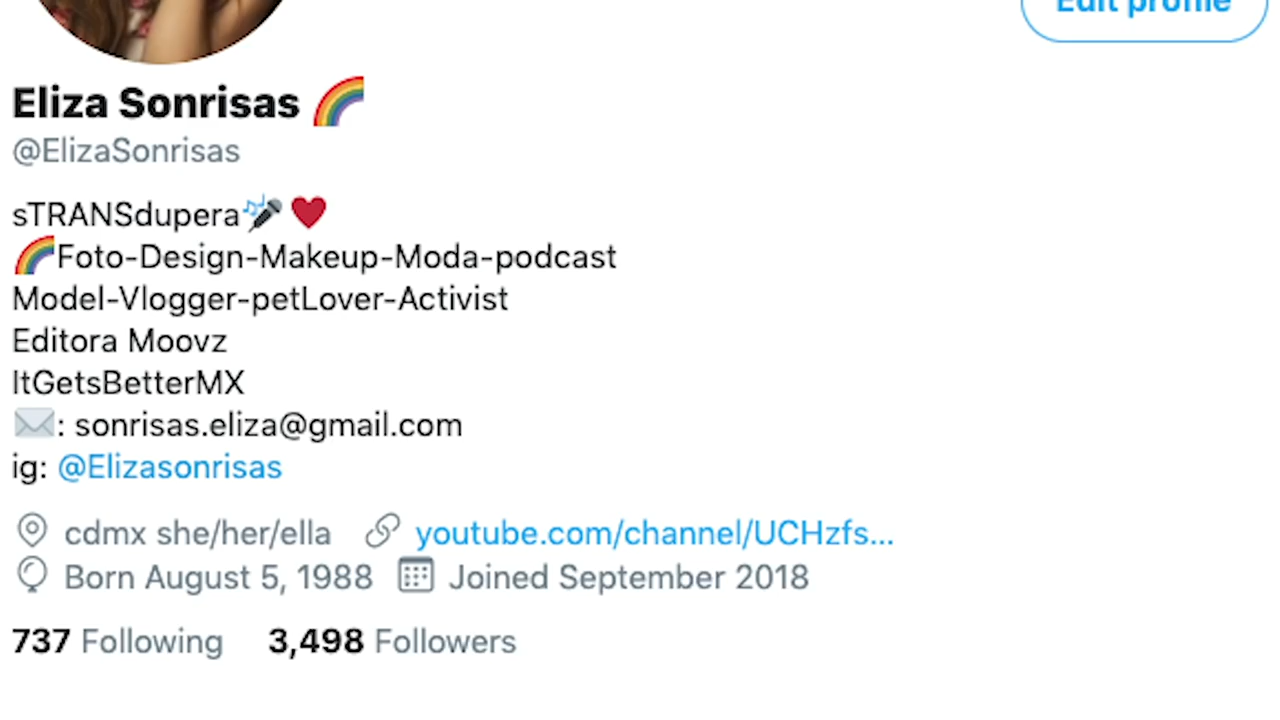 Edit profile
Eliza Sonrisas 🌈
@ElizaSonrisas
sTRANSdupera🎤❤️
🌈Foto-Design-Makeup-Moda-podcast
Model-Vlogger-petLover-Activist
Editora Moovz
ItGetsBetterMX
✉️: sonrisas.eliza@gmail.com
ig: @Elizasonrisas
cdmx she/her/ella youtube.com/channel/UCHzfs...
Born August 5, 1988 Joined September 2018
737 Following 3,498 Followers